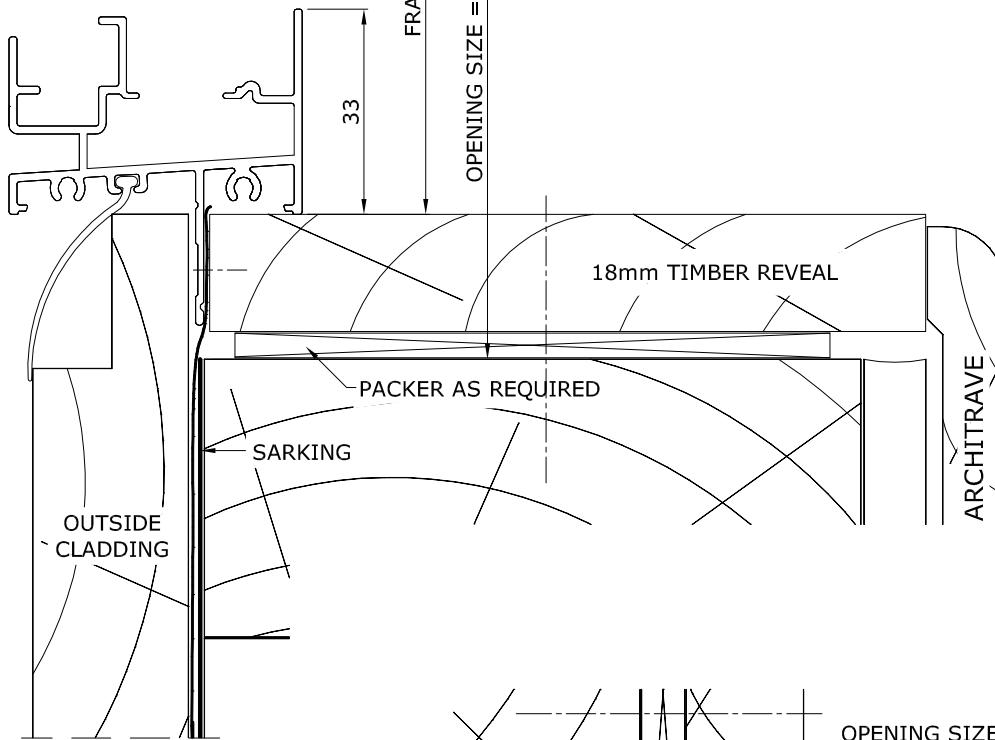 FRA
OPENING SIZE =
33
18mm TIMBER REVEAL
PACKER AS REQUIRED
SARKING
ARCHITRAVE
OUTSIDE
CLADDING
OPENING SIZE